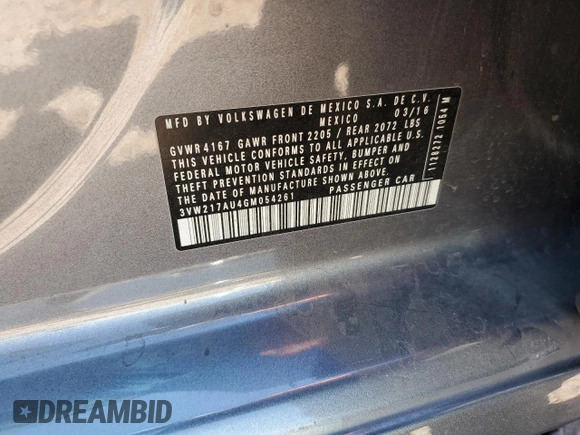 MFD BY VOLKSWAGEN DE MEXICO S.A. DE C.V.
MEXICO 03/16
GVWR 4167 GAWR FRONT 2205 / REAR 2072 LBS
THIS VEHICLE CONFORMS TO ALL APPLICABLE U.S.
FEDERAL MOTOR VEHICLE SAFETY, BUMPER AND
THEFT PREVENTION STANDARDS IN EFFECT ON
THE DATE OF MANUFACTURE SHOWN ABOVE.
3VW217AU4GM054261 PASSENGER CAR
1120272 1054 M
DREAMBID